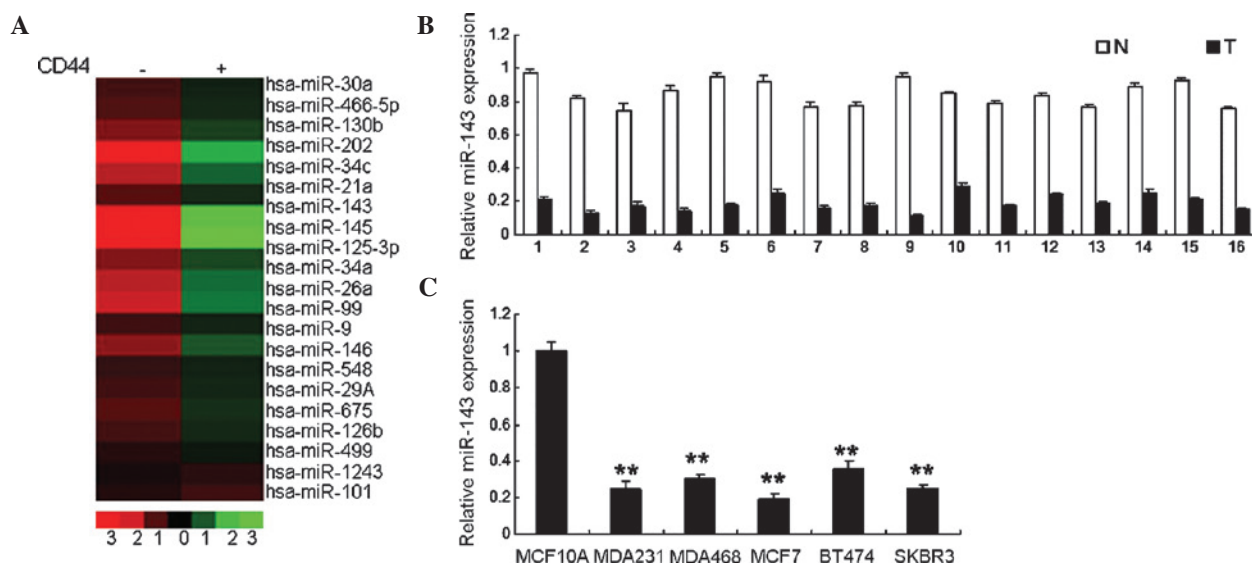 A
CD44 - +
hsa-miR-30a
hsa-miR-466-5p
hsa-miR-130b
hsa-miR-202
hsa-miR-34c
hsa-miR-21a
hsa-miR-143
hsa-miR-145
hsa-miR-125-3p
hsa-miR-34a
hsa-miR-26a
hsa-miR-99
hsa-miR-9
hsa-miR-146
hsa-miR-548
hsa-miR-29A
hsa-miR-675
hsa-miR-126b
hsa-miR-499
hsa-miR-1243
hsa-miR-101
3 2 1 0 1 2 3
B
Relative miR-143 expression
1.2
1
0.8
0.6
0.4
0.2
0
N T
1 2 3 4 5 6 7 8 9 10 11 12 13 14 15 16
C
Relative miR-143 expression
1.2
1
0.8
0.6
0.4
0.2
0
** ** ** ** **
MCF10A MDA231 MDA468 MCF7 BT474 SKBR3